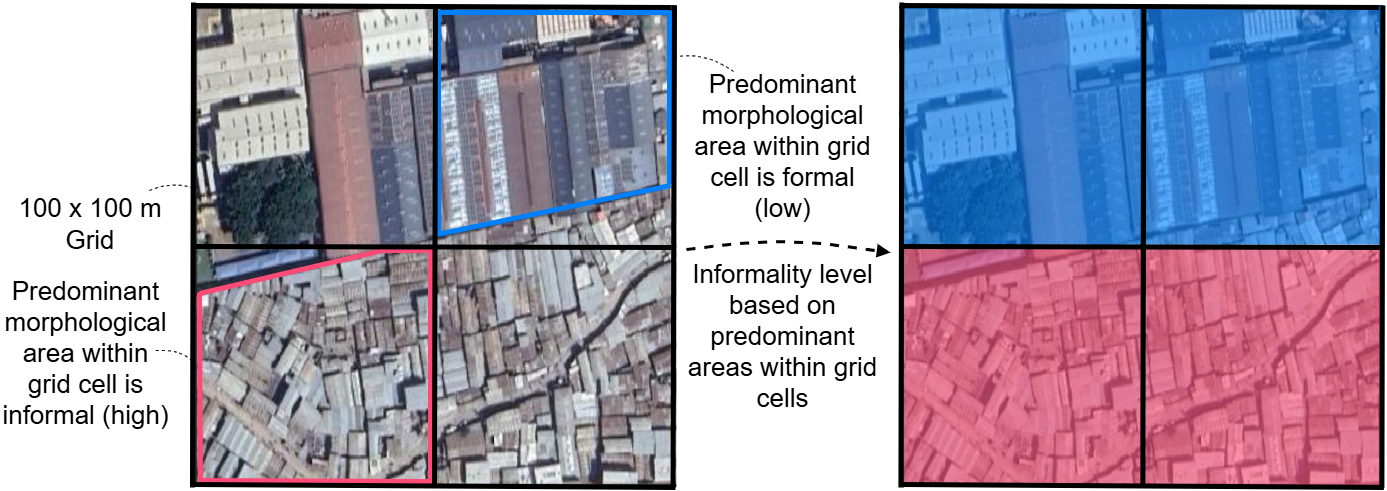 100 x 100 m
Grid
Predominant
morphological
area within
grid cell is
informal (high)
Predominant
morphological
area within grid
cell is formal
(low)
Informality level
based on
predominant
areas within grid
cells